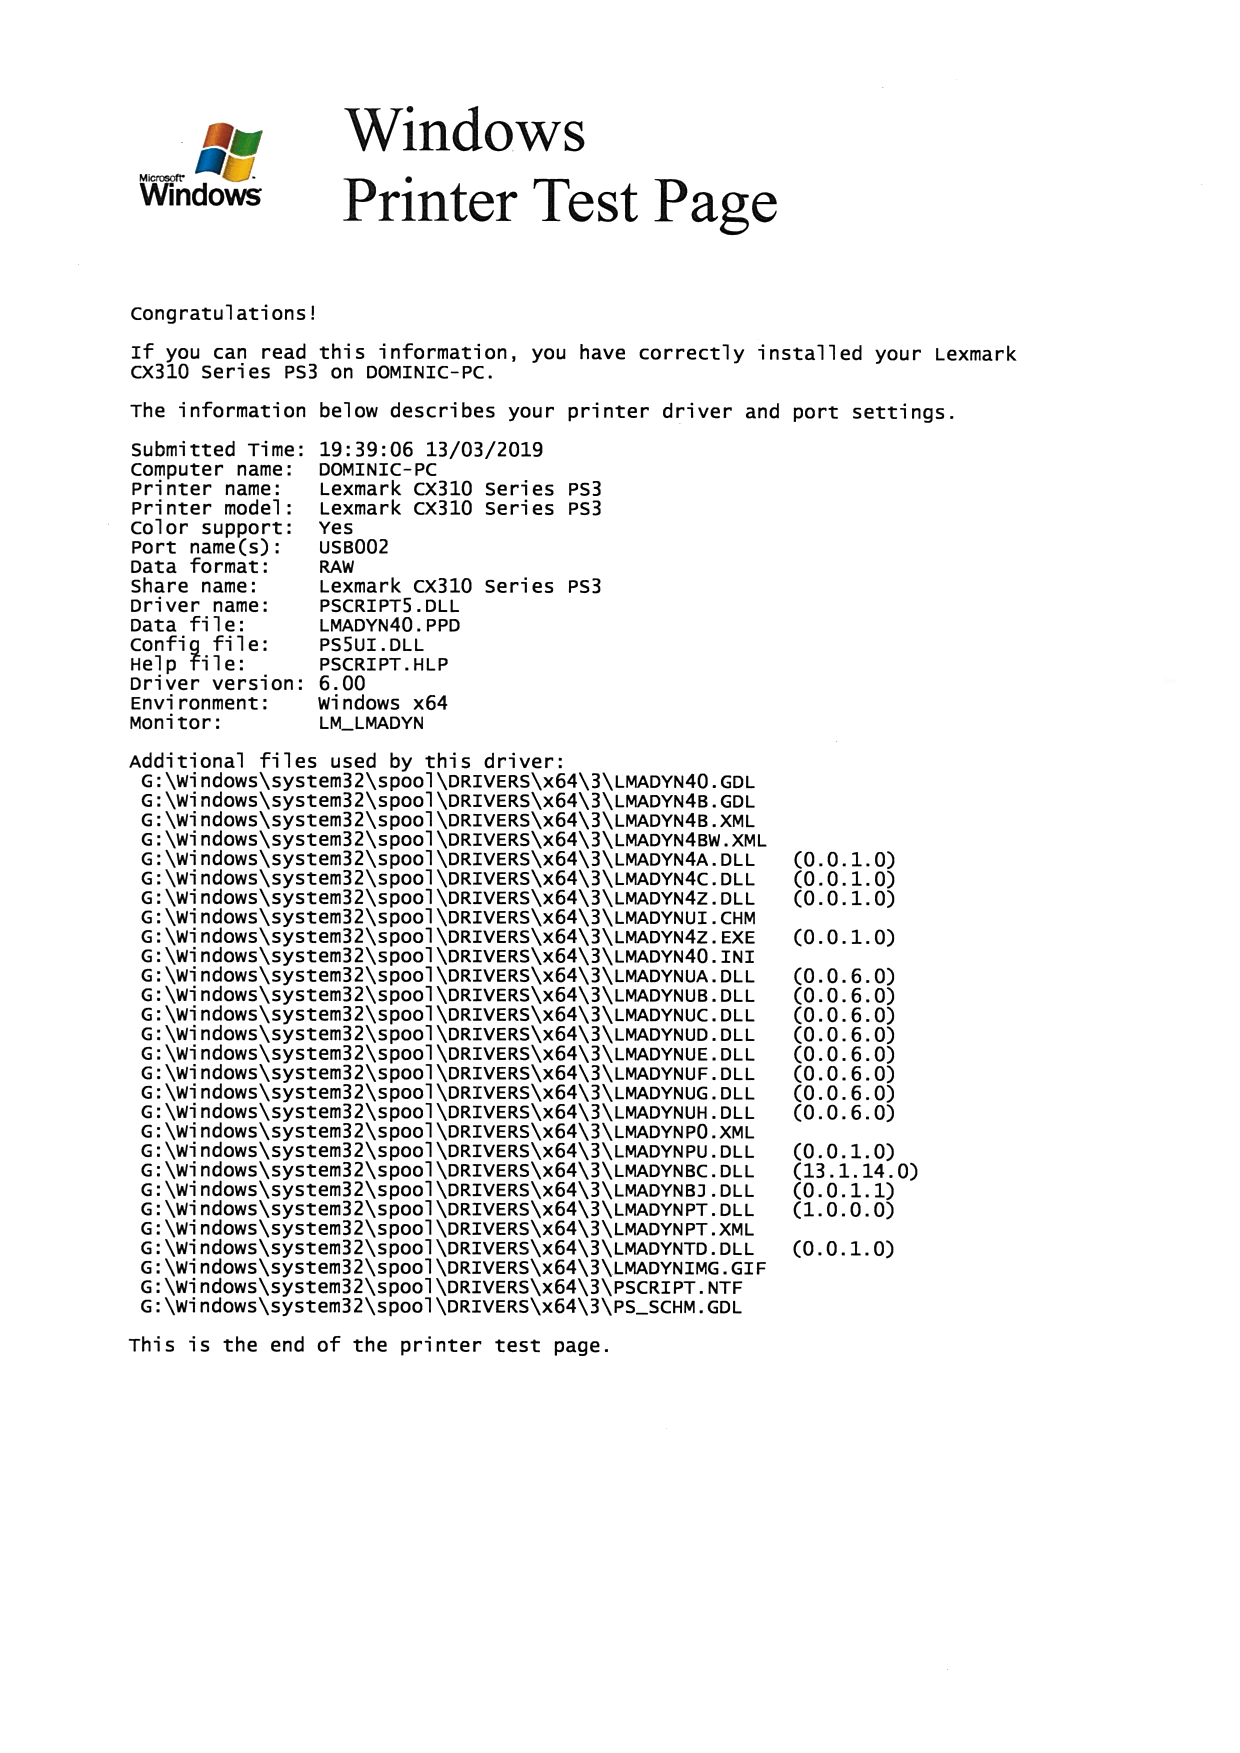 Microsoft
Windows
Windows
Printer Test Page
Congratulations!
If you can read this information, you have correctly installed your Lexmark
CX310 Series PS3 on DOMINIC-PC.
The information below describes your printer driver and port settings.
Submitted Time: 19:39:06 13/03/2019
Computer name: DOMINIC-PC
Printer name: Lexmark CX310 Series PS3
Printer model: Lexmark CX310 Series PS3
Color support: Yes
Port name(s): USB002
Data format: RAW
Share name: Lexmark CX310 Series PS3
Driver name: PSCRIPT5.DLL
Data file: LMADYN40.PPD
Config file: PS5UI.DLL
Help file: PSCRIPT.HLP
Driver version: 6.00
Environment: Windows x64
Monitor: LM_LMADYN
Additional files used by this driver:
G:\Windows\system32\spool\DRIVERS\x64\3\LMADYN40.GDL
G:\Windows\system32\spool\DRIVERS\x64\3\LMADYN4B.GDL
G:\Windows\system32\spool\DRIVERS\x64\3\LMADYN4B.XML
G:\Windows\system32\spool\DRIVERS\x64\3\LMADYN4BW.XML
G:\Windows\system32\spool\DRIVERS\x64\3\LMADYN4A.DLL (0.0.1.0)
G:\Windows\system32\spool\DRIVERS\x64\3\LMADYN4C.DLL (0.0.1.0)
G:\Windows\system32\spool\DRIVERS\x64\3\LMADYN4Z.DLL (0.0.1.0)
G:\Windows\system32\spool\DRIVERS\x64\3\LMADYNUI.CHM
G:\Windows\system32\spool\DRIVERS\x64\3\LMADYN4Z.EXE (0.0.1.0)
G:\Windows\system32\spool\DRIVERS\x64\3\LMADYN40.INI
G:\Windows\system32\spool\DRIVERS\x64\3\LMADYNUA.DLL (0.0.6.0)
G:\Windows\system32\spool\DRIVERS\x64\3\LMADYNUB.DLL (0.0.6.0)
G:\Windows\system32\spool\DRIVERS\x64\3\LMADYNUC.DLL (0.0.6.0)
G:\Windows\system32\spool\DRIVERS\x64\3\LMADYNUD.DLL (0.0.6.0)
G:\Windows\system32\spool\DRIVERS\x64\3\LMADYNUE.DLL (0.0.6.0)
G:\Windows\system32\spool\DRIVERS\x64\3\LMADYNUF.DLL (0.0.6.0)
G:\Windows\system32\spool\DRIVERS\x64\3\LMADYNUG.DLL (0.0.6.0)
G:\Windows\system32\spool\DRIVERS\x64\3\LMADYNUH.DLL (0.0.6.0)
G:\Windows\system32\spool\DRIVERS\x64\3\LMADYNPO.XML
G:\Windows\system32\spool\DRIVERS\x64\3\LMADYNPU.DLL (0.0.1.0)
G:\Windows\system32\spool\DRIVERS\x64\3\LMADYNBC.DLL (13.1.14.0)
G:\Windows\system32\spool\DRIVERS\x64\3\LMADYNBJ.DLL (0.0.1.1)
G:\Windows\system32\spool\DRIVERS\x64\3\LMADYNPT.DLL (1.0.0.0)
G:\Windows\system32\spool\DRIVERS\x64\3\LMADYNPT.XML
G:\Windows\system32\spool\DRIVERS\x64\3\LMADYNTD.DLL (0.0.1.0)
G:\Windows\system32\spool\DRIVERS\x64\3\LMADYNIMG.GIF
G:\Windows\system32\spool\DRIVERS\x64\3\PSCRIPT.NTF
G:\Windows\system32\spool\DRIVERS\x64\3\PS_SCHM.GDL
This is the end of the printer test page.